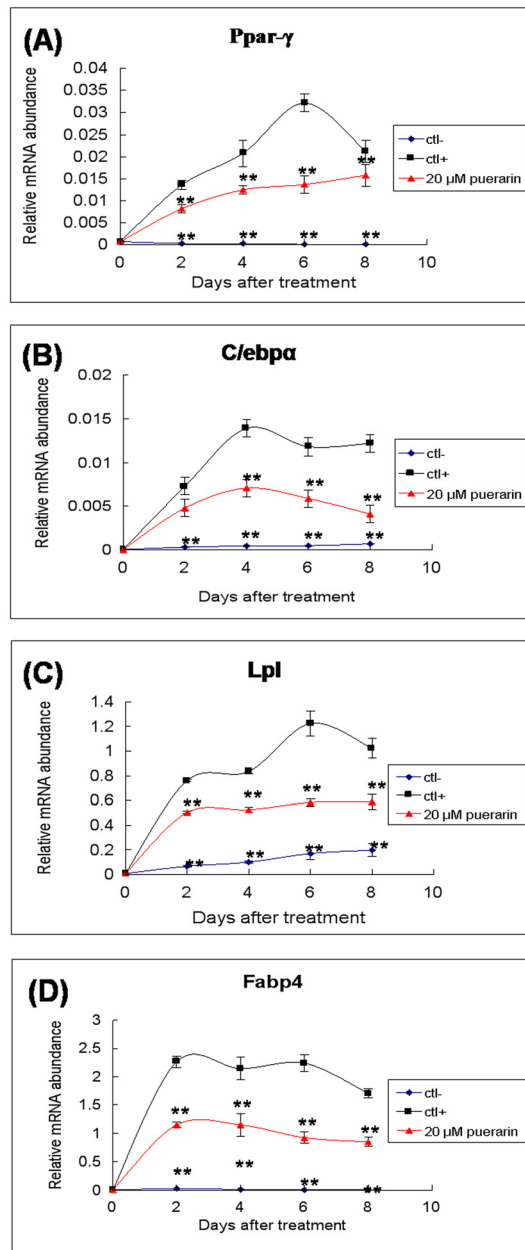 (A)
Ppar-γ
Relative mRNA abundance
0.04
0.035
0.03
0.025
0.02
0.015
0.01
0.005
0
** ** ** **
** ** ** **
0 2 4 6 8 10
Days after treatment
ctl-
ctl+
20 µM puerarin
(B)
C/ebpα
Relative mRNA abundance
0.02
0.015
0.01
0.005
0
** ** **
** ** ** **
0 2 4 6 8 10
Days after treatment
ctl-
ctl+
20 µM puerarin
(C)
Lpl
Relative mRNA abundance
1.4
1.2
1
0.8
0.6
0.4
0.2
0
** ** ** **
** ** ** **
0 2 4 6 8 10
Days after treatment
ctl-
ctl+
20 µM puerarin
(D)
Fabp4
Relative mRNA abundance
3
2.5
2
1.5
1
0.5
0
** ** ** **
** ** ** **
0 2 4 6 8 10
Days after treatment
ctl-
ctl+
20 µM puerarin